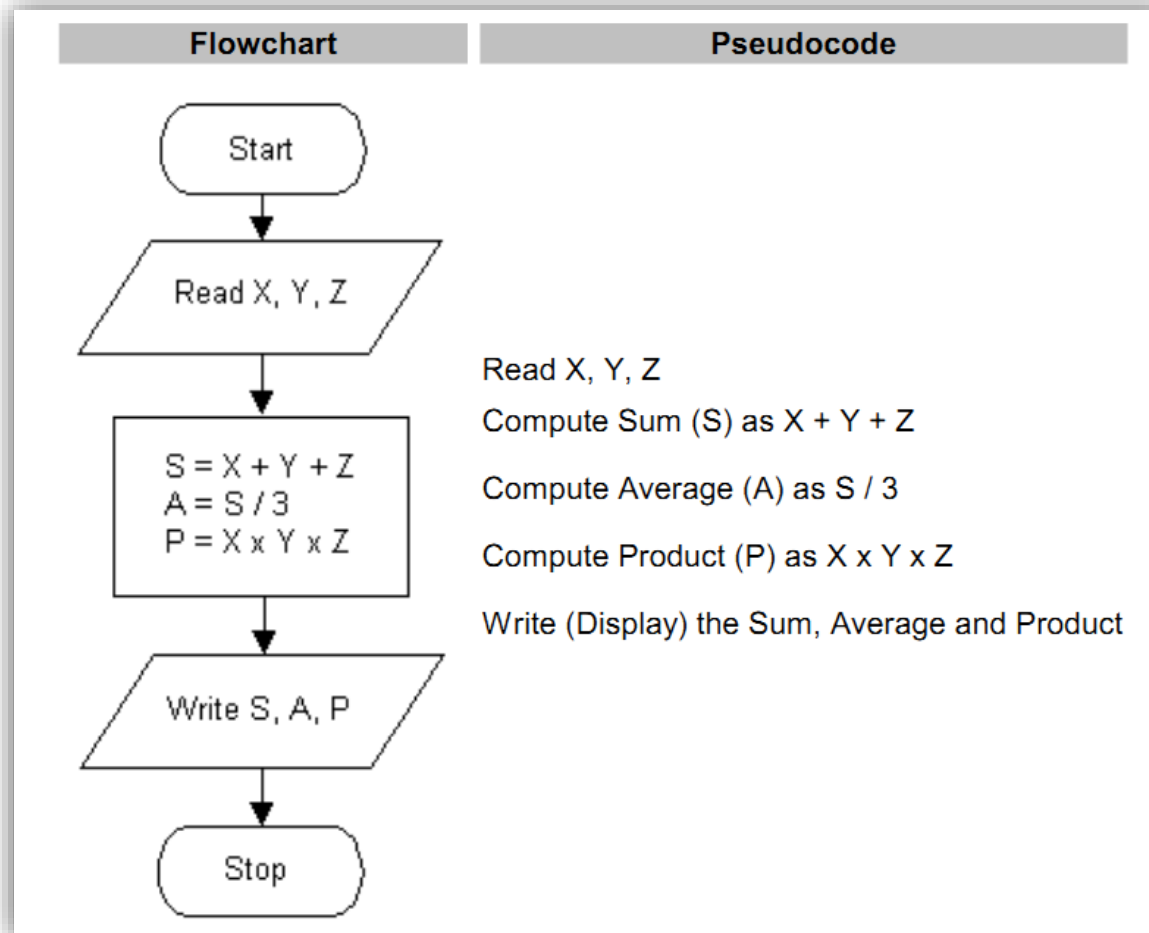 Flowchart
Pseudocode
Start
Read X, Y, Z
S = X + Y + Z
A = S / 3
P = X x Y x Z
Write S, A, P
Stop
Read X, Y, Z
Compute Sum (S) as X + Y + Z
Compute Average (A) as S / 3
Compute Product (P) as X x Y x Z
Write (Display) the Sum, Average and Product